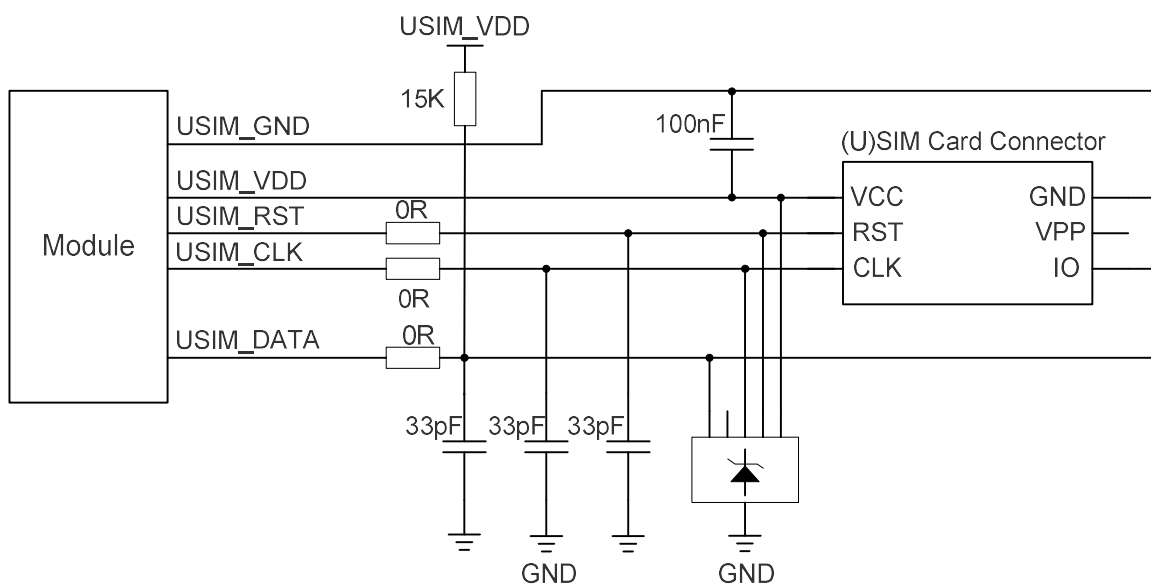 USIM_VDD
15K
USIM_GND
100nF
(U)SIM Card Connector
USIM_VDD
VCC
GND
Module
USIM_RST
0R
RST
VPP
USIM_CLK
0R
CLK
IO
USIM_DATA
0R
33pF
33pF
33pF
GND
GND